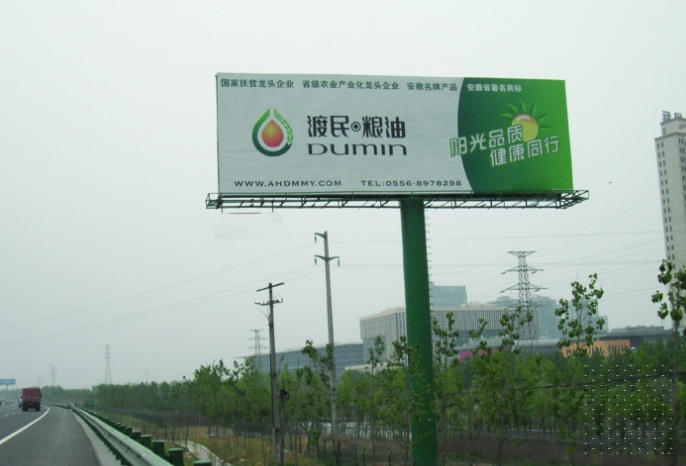 国家扶贫龙头企业 省级农业产业化龙头企业 安徽名牌产品 安徽省著名商标
渡民粮油
DUMIN
阳光品质
健康同行
WWW.AHDMMY.COM TEL:0556-8978298